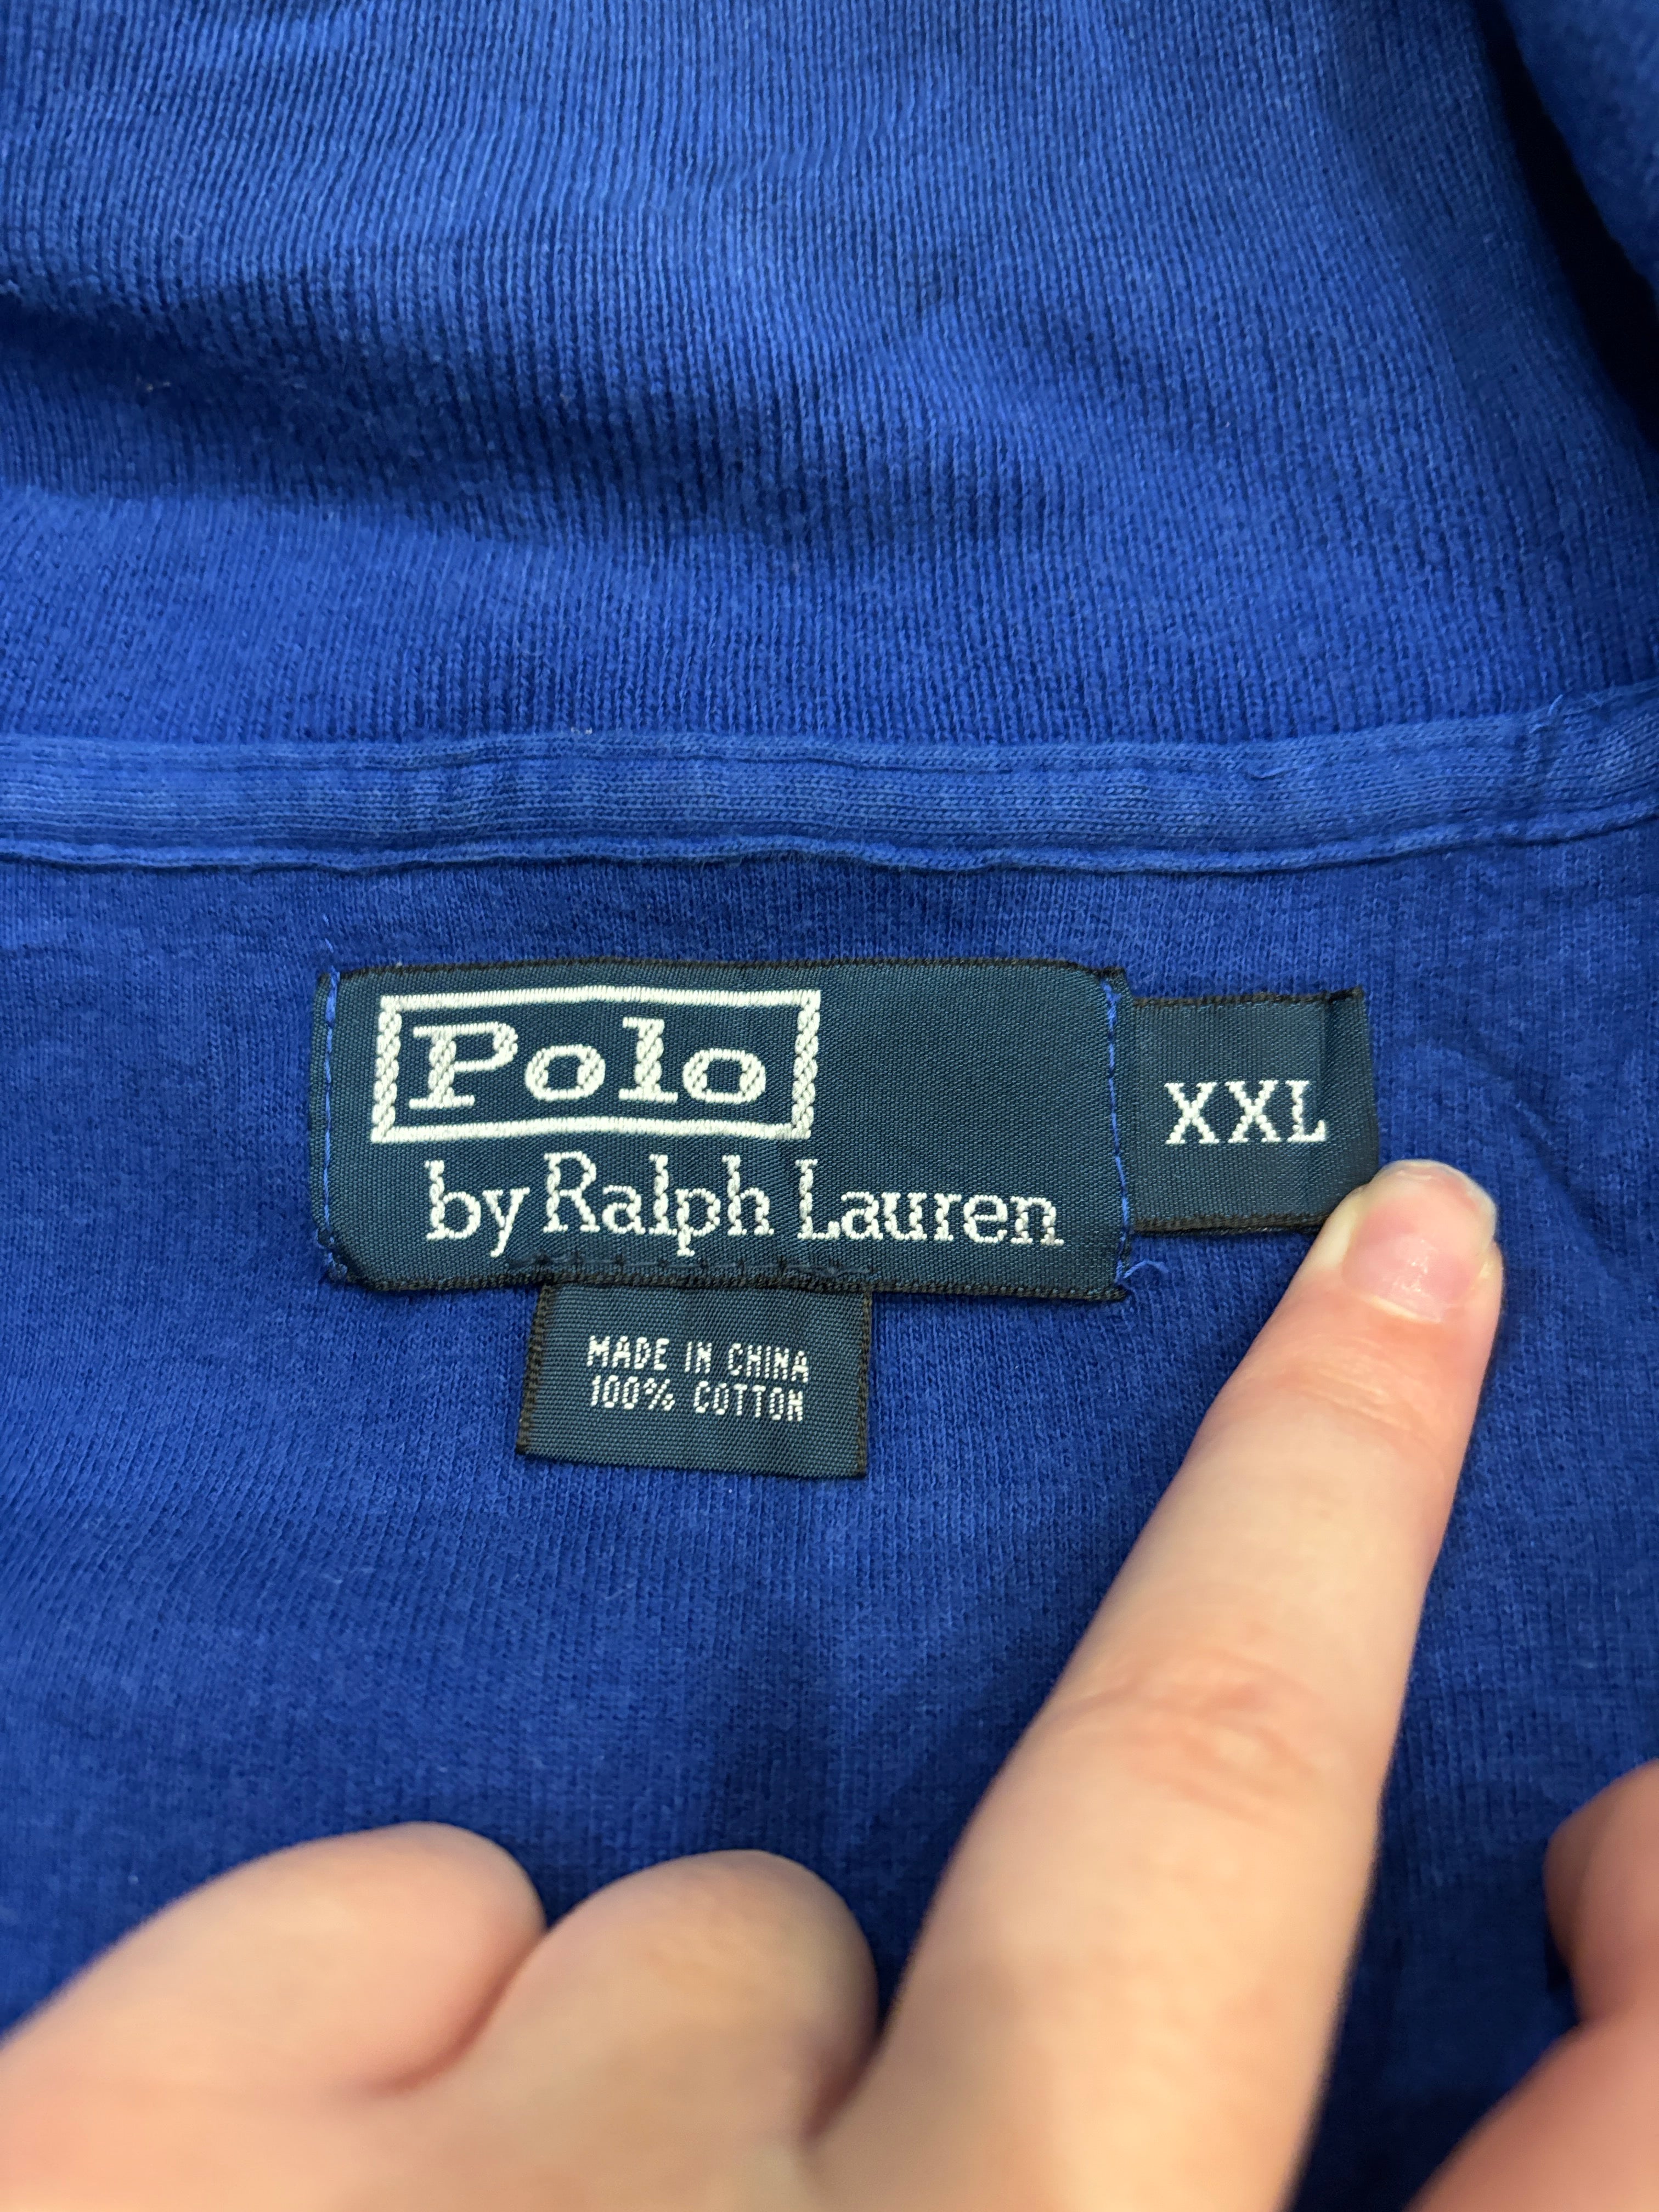 Polo
by Ralph Lauren
XXL
MADE IN CHINA
100% COTTON